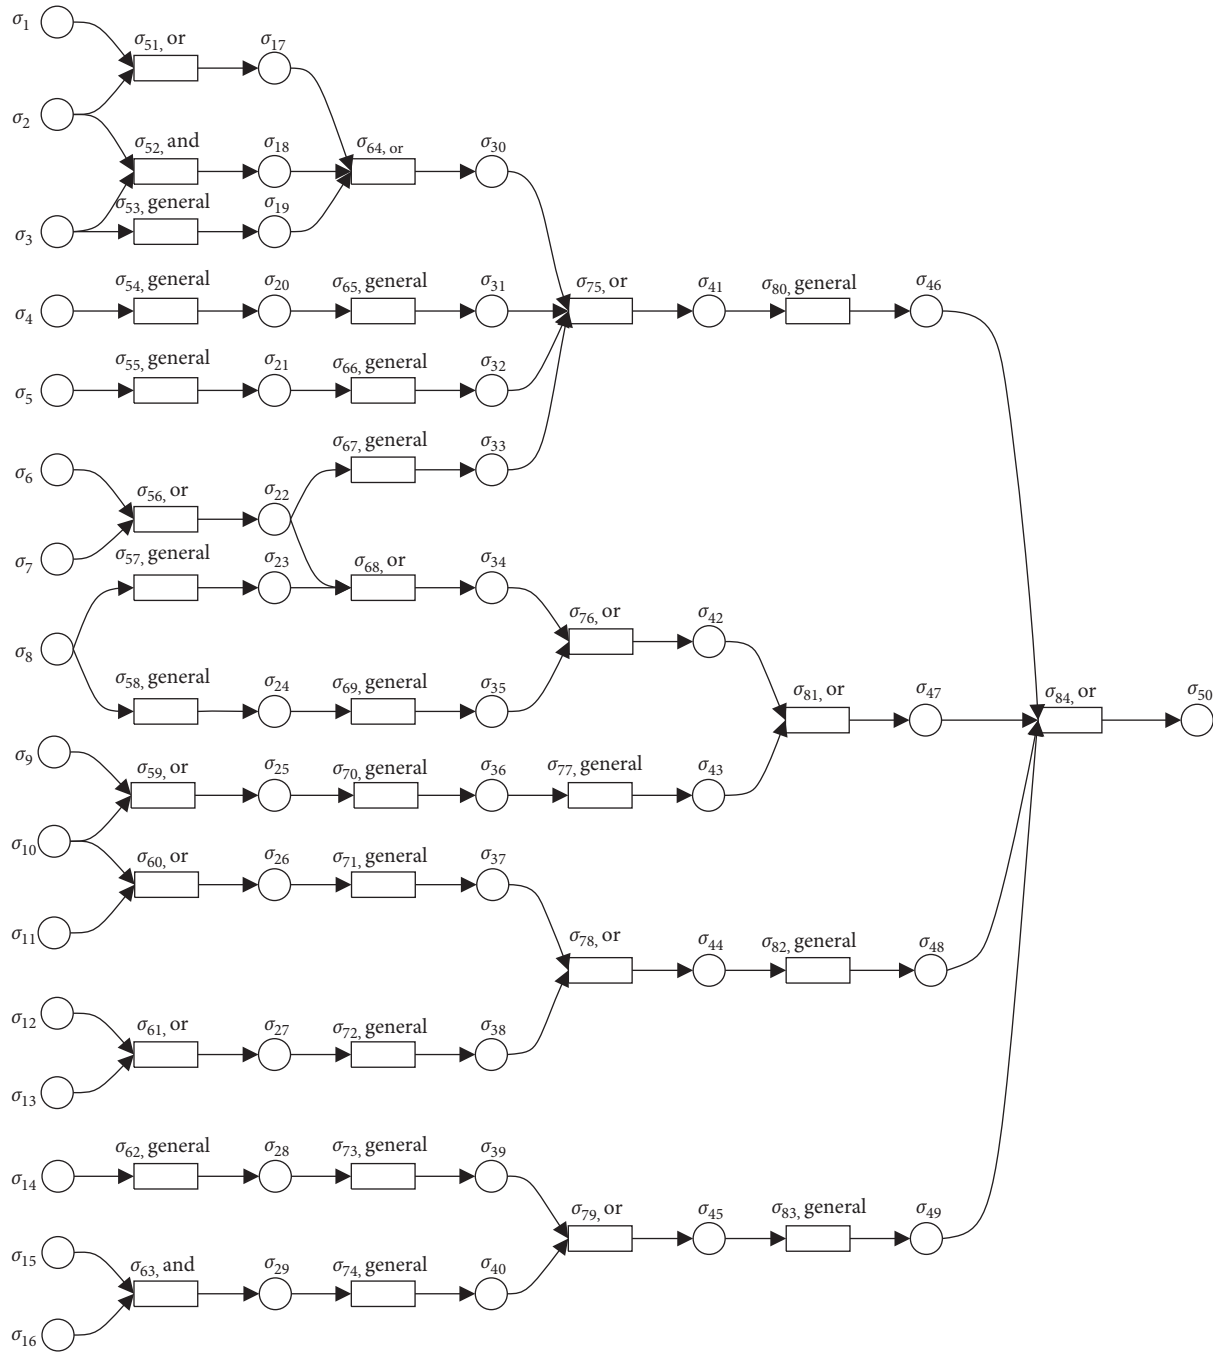 σ1
σ51, or
σ17
σ2
σ52, and
σ18
σ64, or
σ30
σ53, general
σ19
σ3
σ54, general
σ20
σ65, general
σ31
σ75, or
σ41
σ80, general
σ46
σ4
σ55, general
σ21
σ66, general
σ32
σ5
σ67, general
σ33
σ6
σ56, or
σ22
σ7
σ57, general
σ23
σ68, or
σ34
σ76, or
σ42
σ8
σ58, general
σ24
σ69, general
σ35
σ81, or
σ47
σ84, or
σ50
σ9
σ59, or
σ25
σ70, general
σ36
σ77, general
σ43
σ10
σ60, or
σ26
σ71, general
σ37
σ11
σ78, or
σ44
σ82, general
σ48
σ12
σ61, or
σ27
σ72, general
σ38
σ13
σ62, general
σ28
σ73, general
σ39
σ14
σ79, or
σ45
σ83, general
σ49
σ15
σ63, and
σ29
σ74, general
σ40
σ16